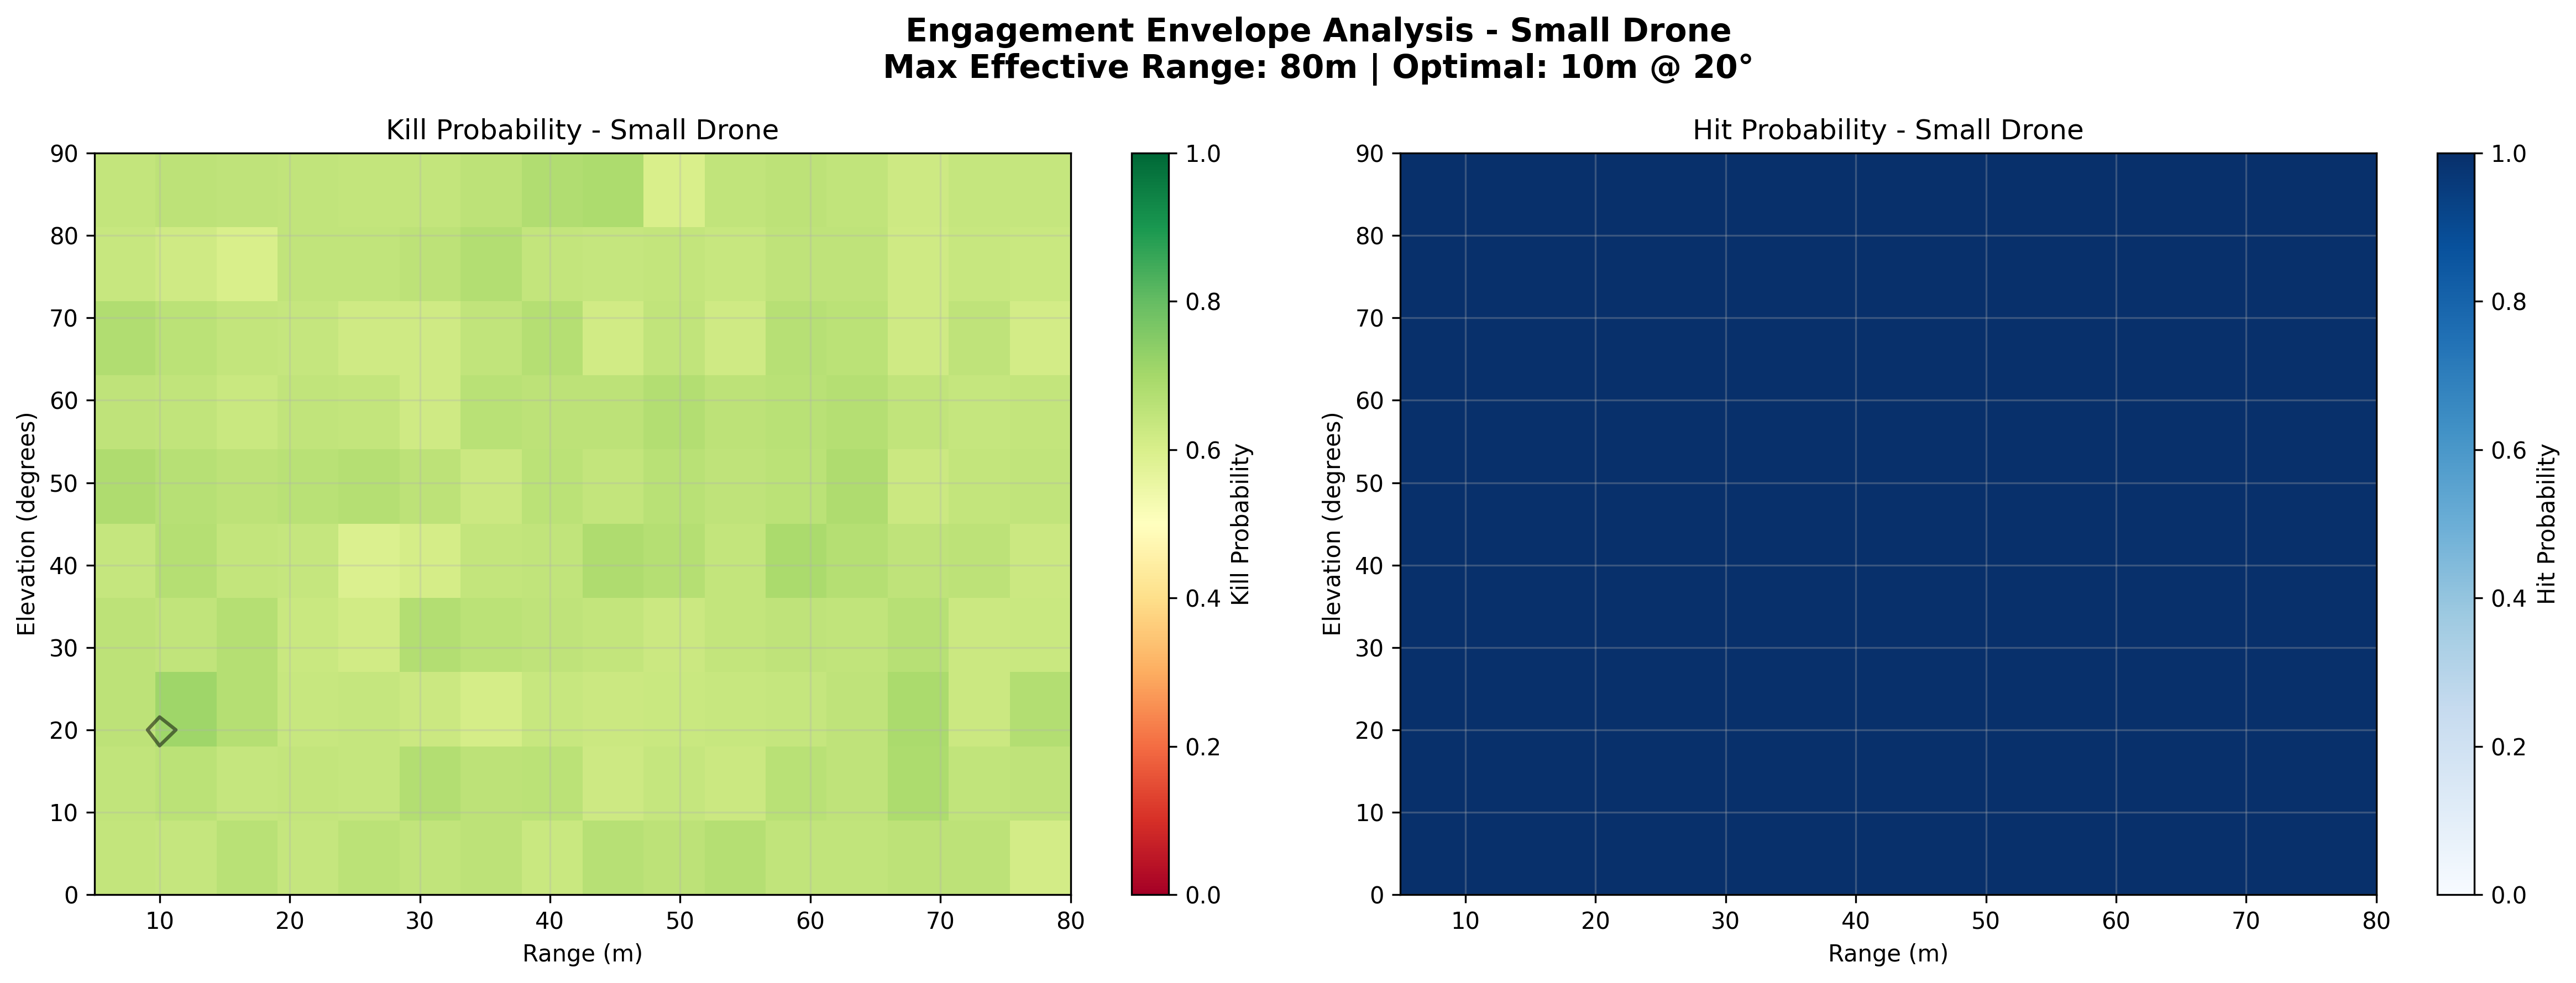 Engagement Envelope Analysis - Small Drone
Max Effective Range: 80m | Optimal: 10m @ 20°
Kill Probability - Small Drone
90
80
70
60
50
40
30
20
10
0
Elevation (degrees)
10 20 30 40 50 60 70 80
Range (m)
1.0
0.8
0.6
0.4
0.2
0.0
Kill Probability
Hit Probability - Small Drone
90
80
70
60
50
40
30
20
10
0
Elevation (degrees)
10 20 30 40 50 60 70 80
Range (m)
1.0
0.8
0.6
0.4
0.2
0.0
Hit Probability